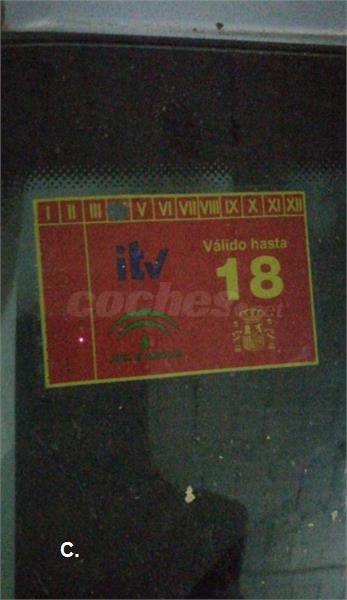 I II III V VI VII VIII IX X XI XII
itv
Válido hasta
18
coches.net
C.